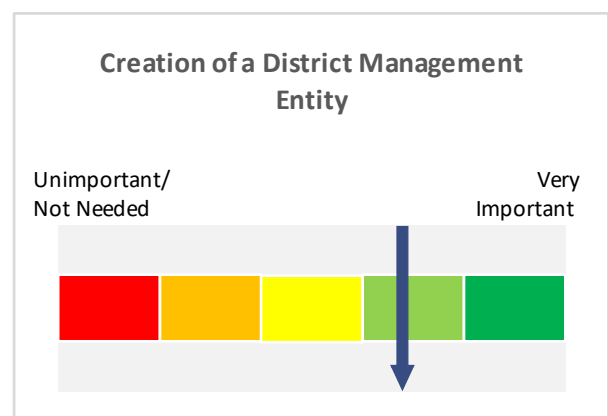 Creation of a District Management
Entity
Unimportant/
Not Needed
Very
Important